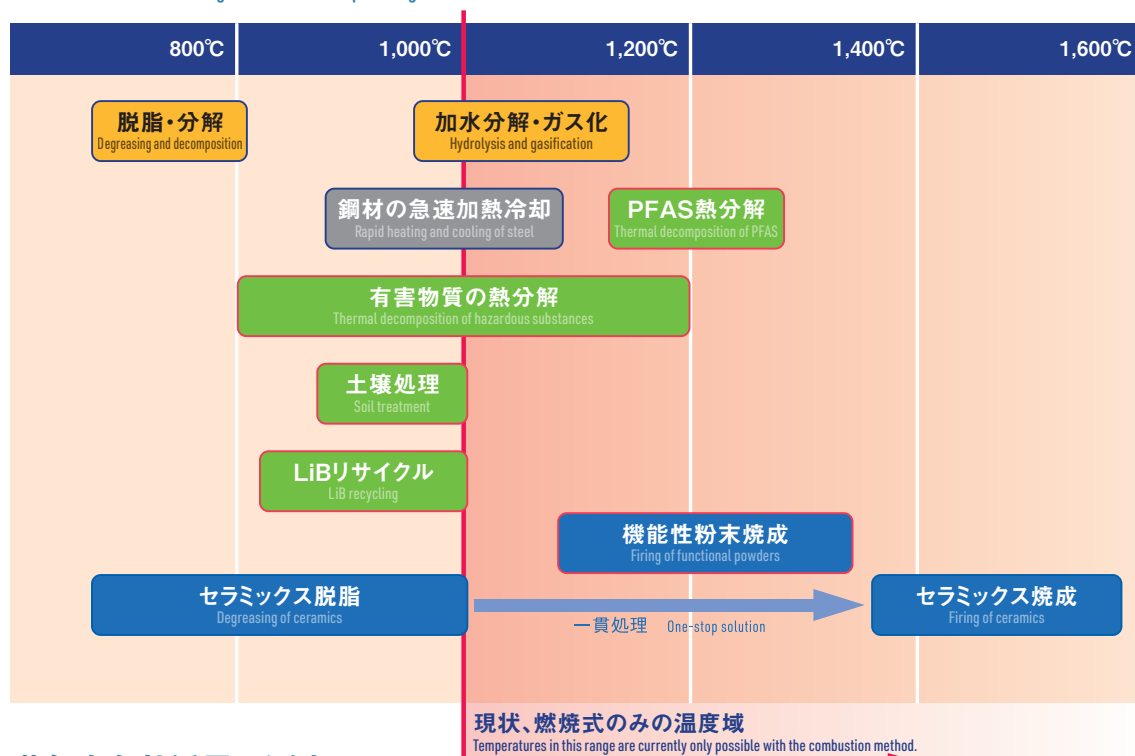 800℃
1,000℃
1,200℃
1,400℃
1,600℃
脱脂・分解
Degreasing and decomposition
加水分解・ガス化
Hydrolysis and gasification
鋼材の急速加熱冷却
Rapid heating and cooling of steel
PFAS熱分解
Thermal decomposition of PFAS
有害物質の熱分解
Thermal decomposition of hazardous substances
土壌処理
Soil treatment
LiBリサイクル
LiB recycling
機能性粉末焼成
Firing of functional powders
セラミックス脱脂
Degreasing of ceramics
一貫処理 One-stop solution
セラミックス焼成
Firing of ceramics
現状、燃焼式のみの温度域
Temperatures in this range are currently only possible with the combustion method.